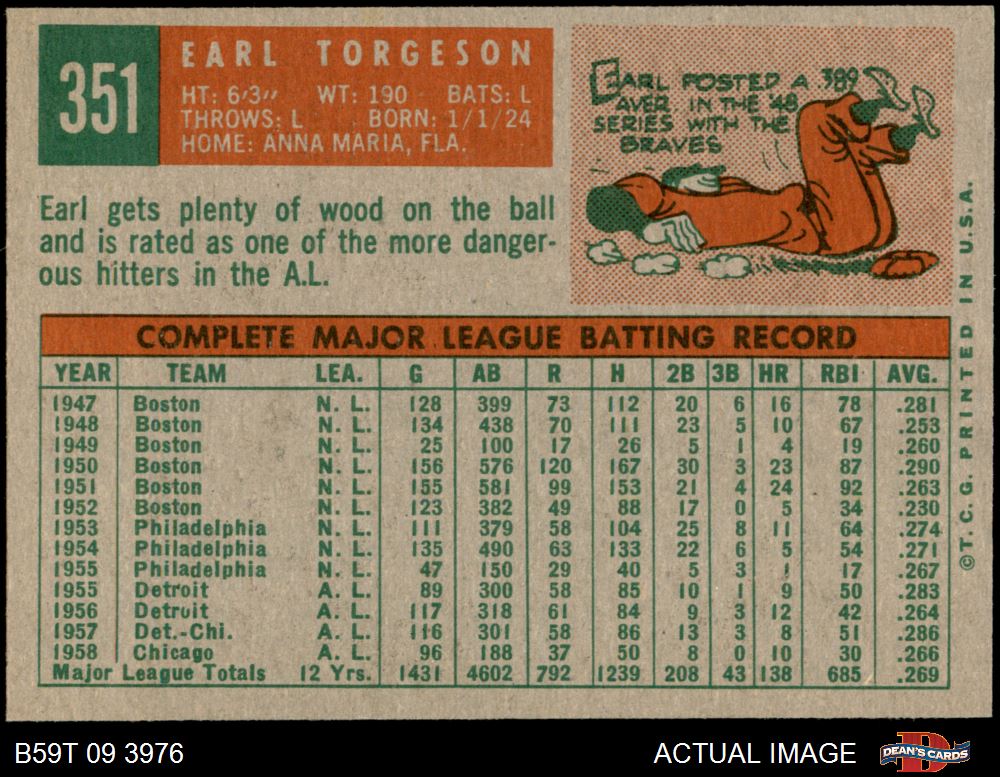 351
EARL TORGESON
HT: 6'3" WT: 190 BATS: L
THROWS: L BORN: 1/1/24
HOME: ANNA MARIA, FLA.
EARL POSTED A .389
AVER. IN THE '48
SERIES WITH THE
BRAVES
Earl gets plenty of wood on the ball
and is rated as one of the more danger-
ous hitters in the A.L.
COMPLETE MAJOR LEAGUE BATTING RECORD
YEAR TEAM LEA. G AB R H 2B 3B HR RBI AVG.
1947 Boston N. L. 128 399 73 112 20 6 16 78 .281
1948 Boston N. L. 134 438 70 111 23 5 10 67 .253
1949 Boston N. L. 25 100 17 26 5 1 4 19 .260
1950 Boston N. L. 156 576 120 167 30 3 23 87 .290
1951 Boston N. L. 155 581 99 153 21 4 24 92 .263
1952 Boston N. L. 123 382 49 88 17 0 5 34 .230
1953 Philadelphia N. L. 111 379 58 104 25 8 11 64 .274
1954 Philadelphia N. L. 135 490 63 133 22 6 5 54 .271
1955 Philadelphia N. L. 47 150 29 40 5 3 1 17 .267
1955 Detroit A. L. 89 300 58 85 10 1 9 50 .283
1956 Detroit A. L. 117 318 61 84 9 3 12 42 .264
1957 Det.-Chi. A. L. 116 301 58 86 13 3 8 51 .286
1958 Chicago A. L. 96 188 37 50 8 0 10 30 .266
Major League Totals 12 Yrs. 1431 4602 792 1239 208 43 138 685 .269
©T.C.G. PRINTED IN U.S.A.
B59T 09 3976
ACTUAL IMAGE
D
DEAN'S CARDS